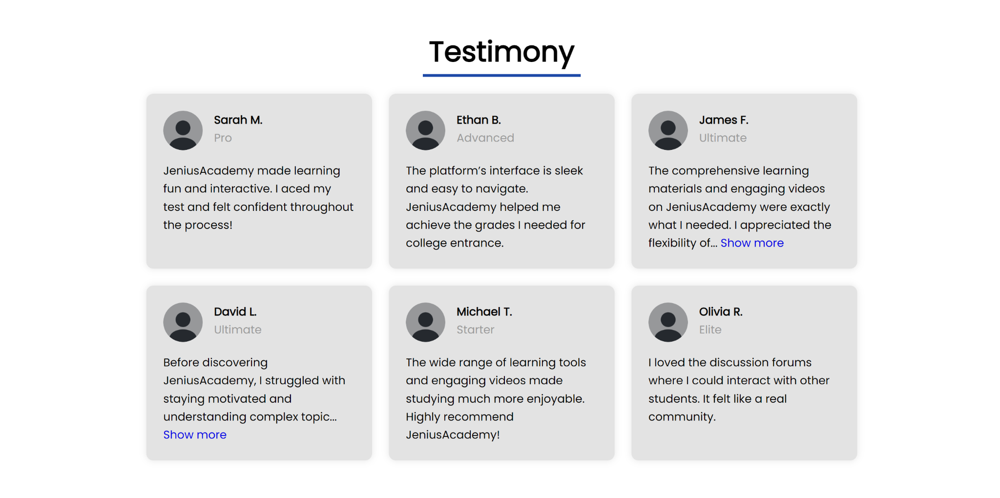 Testimony
Sarah M.
Pro
JeniusAcademy made learning
fun and interactive. I aced my
test and felt confident throughout
the process!
Ethan B.
Advanced
The platform’s interface is sleek
and easy to navigate.
JeniusAcademy helped me
achieve the grades I needed for
college entrance.
James F.
Ultimate
The comprehensive learning
materials and engaging videos
on JeniusAcademy were exactly
what I needed. I appreciated the
flexibility of... Show more
David L.
Ultimate
Before discovering
JeniusAcademy, I struggled with
staying motivated and
understanding complex topic...
Show more
Michael T.
Starter
The wide range of learning tools
and engaging videos made
studying much more enjoyable.
Highly recommend
JeniusAcademy!
Olivia R.
Elite
I loved the discussion forums
where I could interact with other
students. It felt like a real
community.